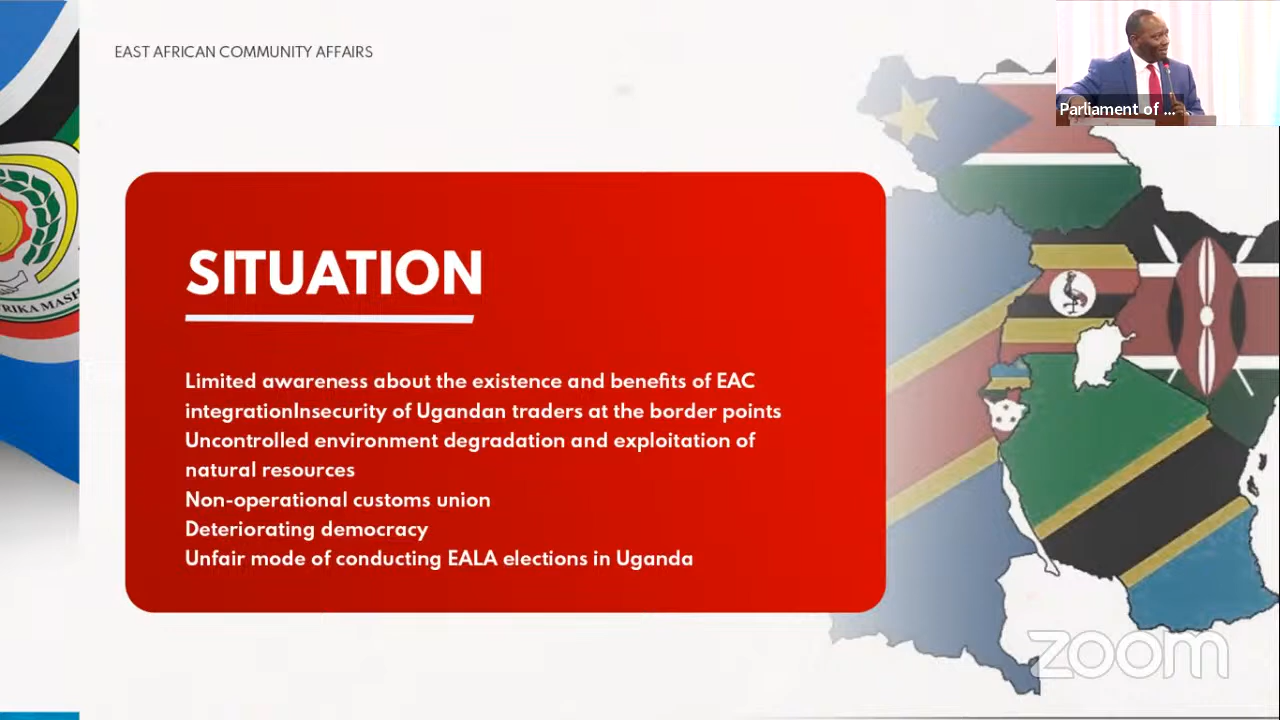 EAST AFRICAN COMMUNITY AFFAIRS
Parliament of ...
SITUATION
Limited awareness about the existence and benefits of EAC
integrationInsecurity of Ugandan traders at the border points
Uncontrolled environment degradation and exploitation of
natural resources
Non-operational customs union
Deteriorating democracy
Unfair mode of conducting EALA elections in Uganda
zoom